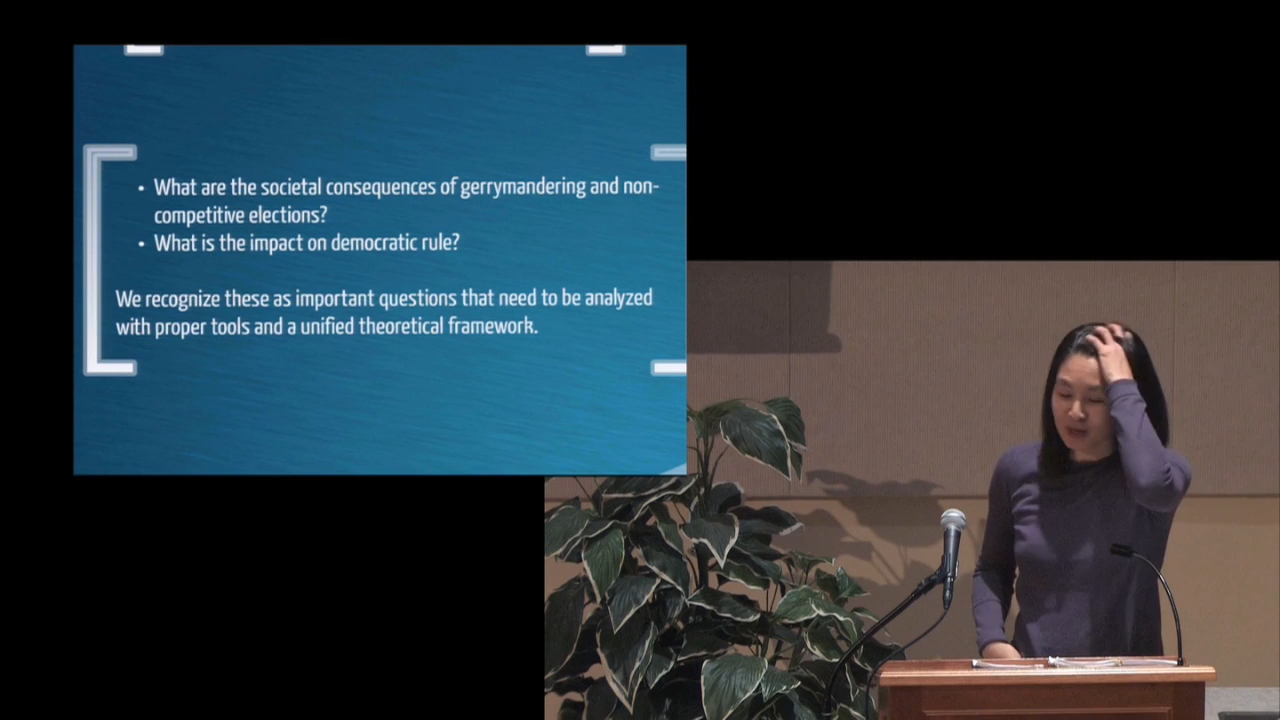 • What are the societal consequences of gerrymandering and non-
competitive elections?
• What is the impact on democratic rule?
We recognize these as important questions that need to be analyzed
with proper tools and a unified theoretical framework.